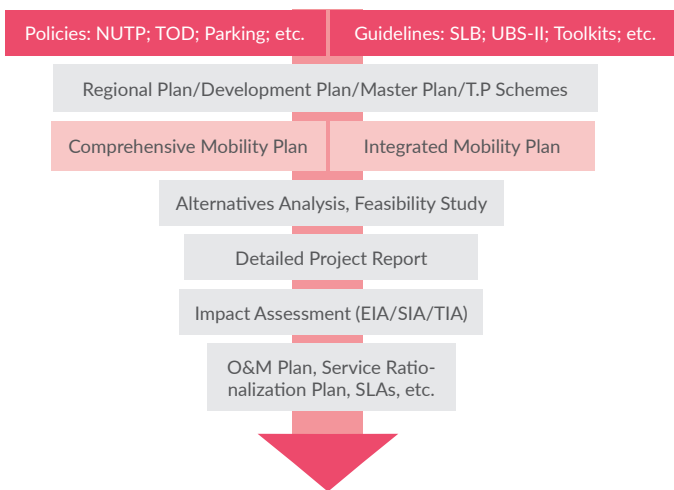 Policies: NUTP; TOD; Parking; etc.
Guidelines: SLB; UBS-II; Toolkits; etc.
Regional Plan/Development Plan/Master Plan/T.P Schemes
Comprehensive Mobility Plan
Integrated Mobility Plan
Alternatives Analysis, Feasibility Study
Detailed Project Report
Impact Assessment (EIA/SIA/TIA)
O&M Plan, Service Ratio-
nalization Plan, SLAs, etc.